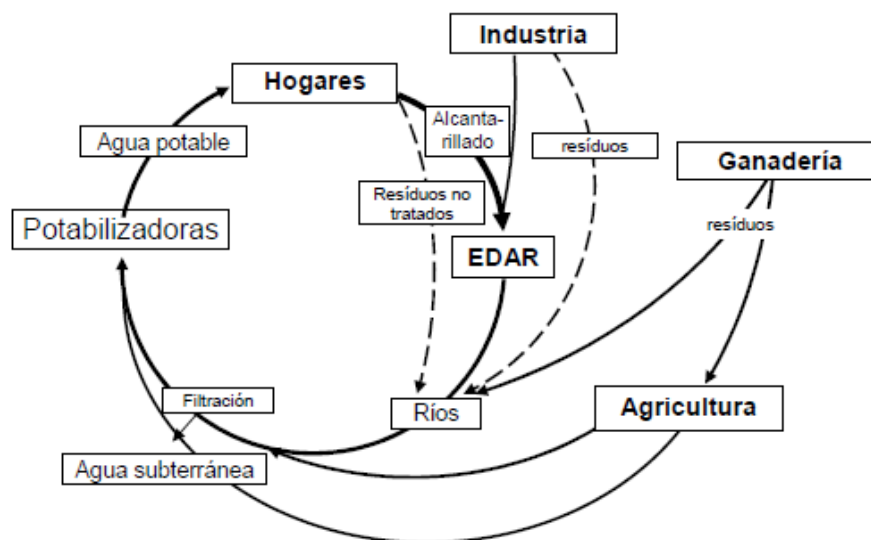 Industria
Hogares
Alcanta-
rillado
Agua potable
resíduos
Ganadería
Resíduos no
tratados
resíduos
Potabilizadoras
EDAR
Filtración
Ríos
Agricultura
Agua subterránea